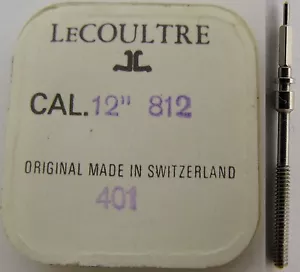 LECOULTRE
CAL. 12''' 812
ORIGINAL MADE IN SWITZERLAND
401